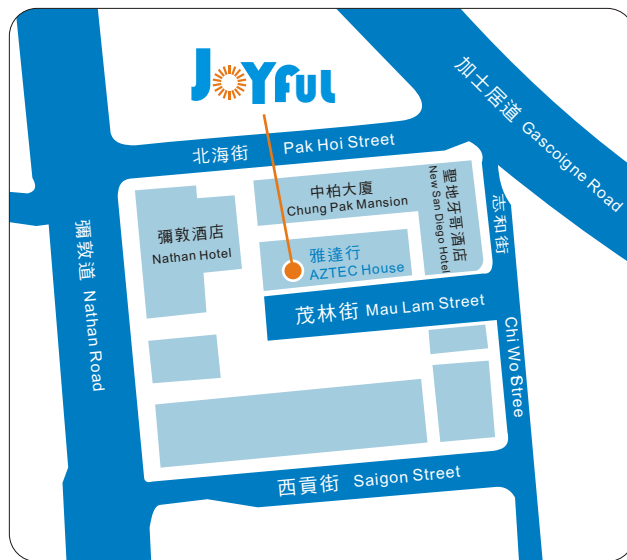 JOYFUL
加士居道 Gascoigne Road
北海街 Pak Hoi Street
中柏大廈
Chung Pak Mansion
聖地牙哥酒店
New San Diego Hotel
志和街
彌敦酒店
Nathan Hotel
雅達行
AZTEC House
彌敦道 Nathan Road
茂林街 Mau Lam Street
Chi Wo Stree
西貢街 Saigon Street